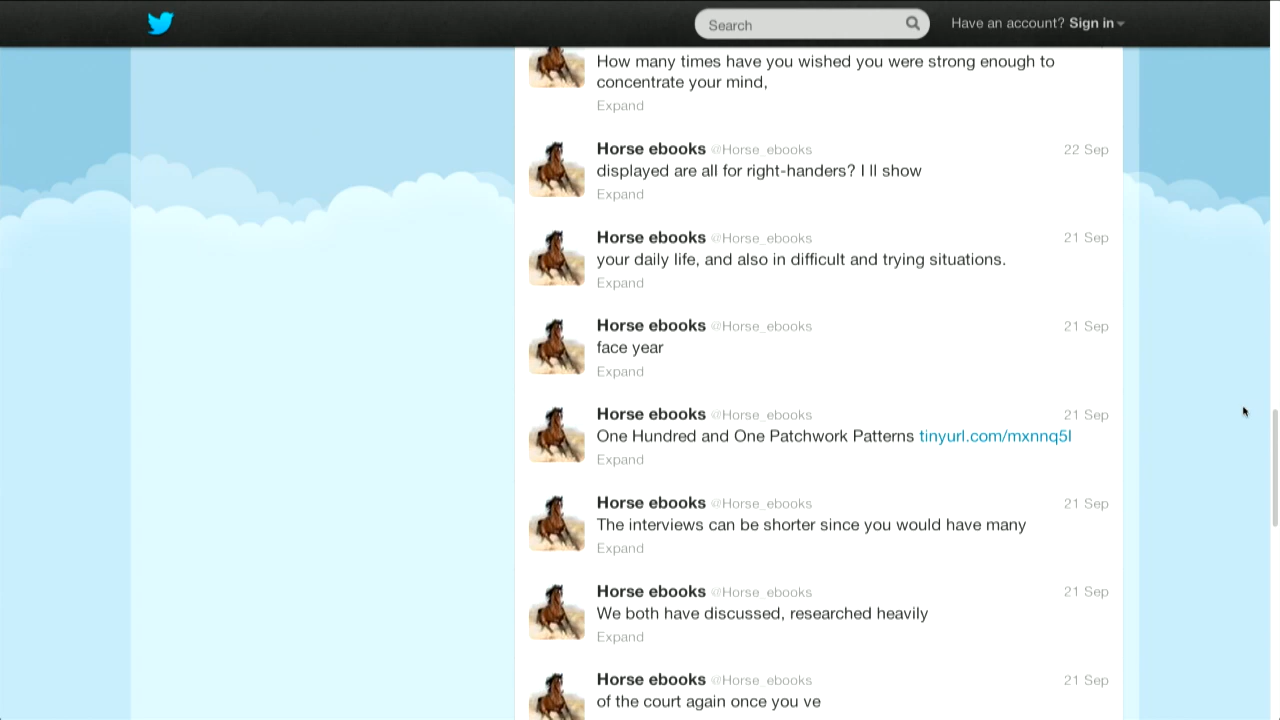 Search
Have an account? Sign in
How many times have you wished you were strong enough to
concentrate your mind,
Expand
Horse ebooks @Horse_ebooks 22 Sep
displayed are all for right-handers? I ll show
Expand
Horse ebooks @Horse_ebooks 21 Sep
your daily life, and also in difficult and trying situations.
Expand
Horse ebooks @Horse_ebooks 21 Sep
face year
Expand
Horse ebooks @Horse_ebooks 21 Sep
One Hundred and One Patchwork Patterns tinyurl.com/mxnnq5l
Expand
Horse ebooks @Horse_ebooks 21 Sep
The interviews can be shorter since you would have many
Expand
Horse ebooks @Horse_ebooks 21 Sep
We both have discussed, researched heavily
Expand
Horse ebooks @Horse_ebooks 21 Sep
of the court again once you ve